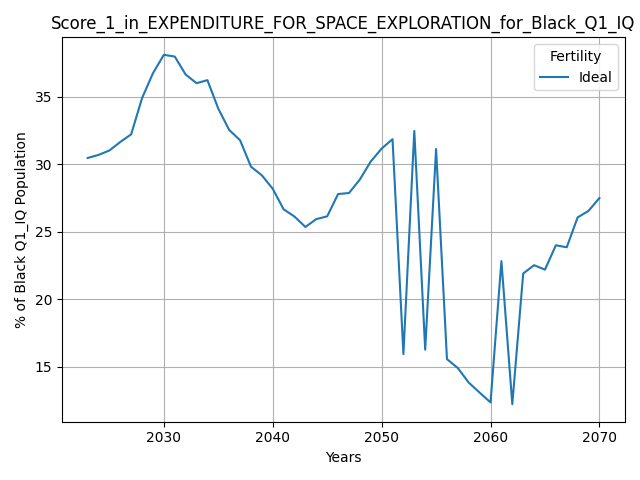 Score_1_in_EXPENDITURE_FOR_SPACE_EXPLORATION_for_Black_Q1_IQ
Fertility
Ideal
% of Black Q1_IQ Population
35
30
25
20
15
2030 2040 2050 2060 2070
Years